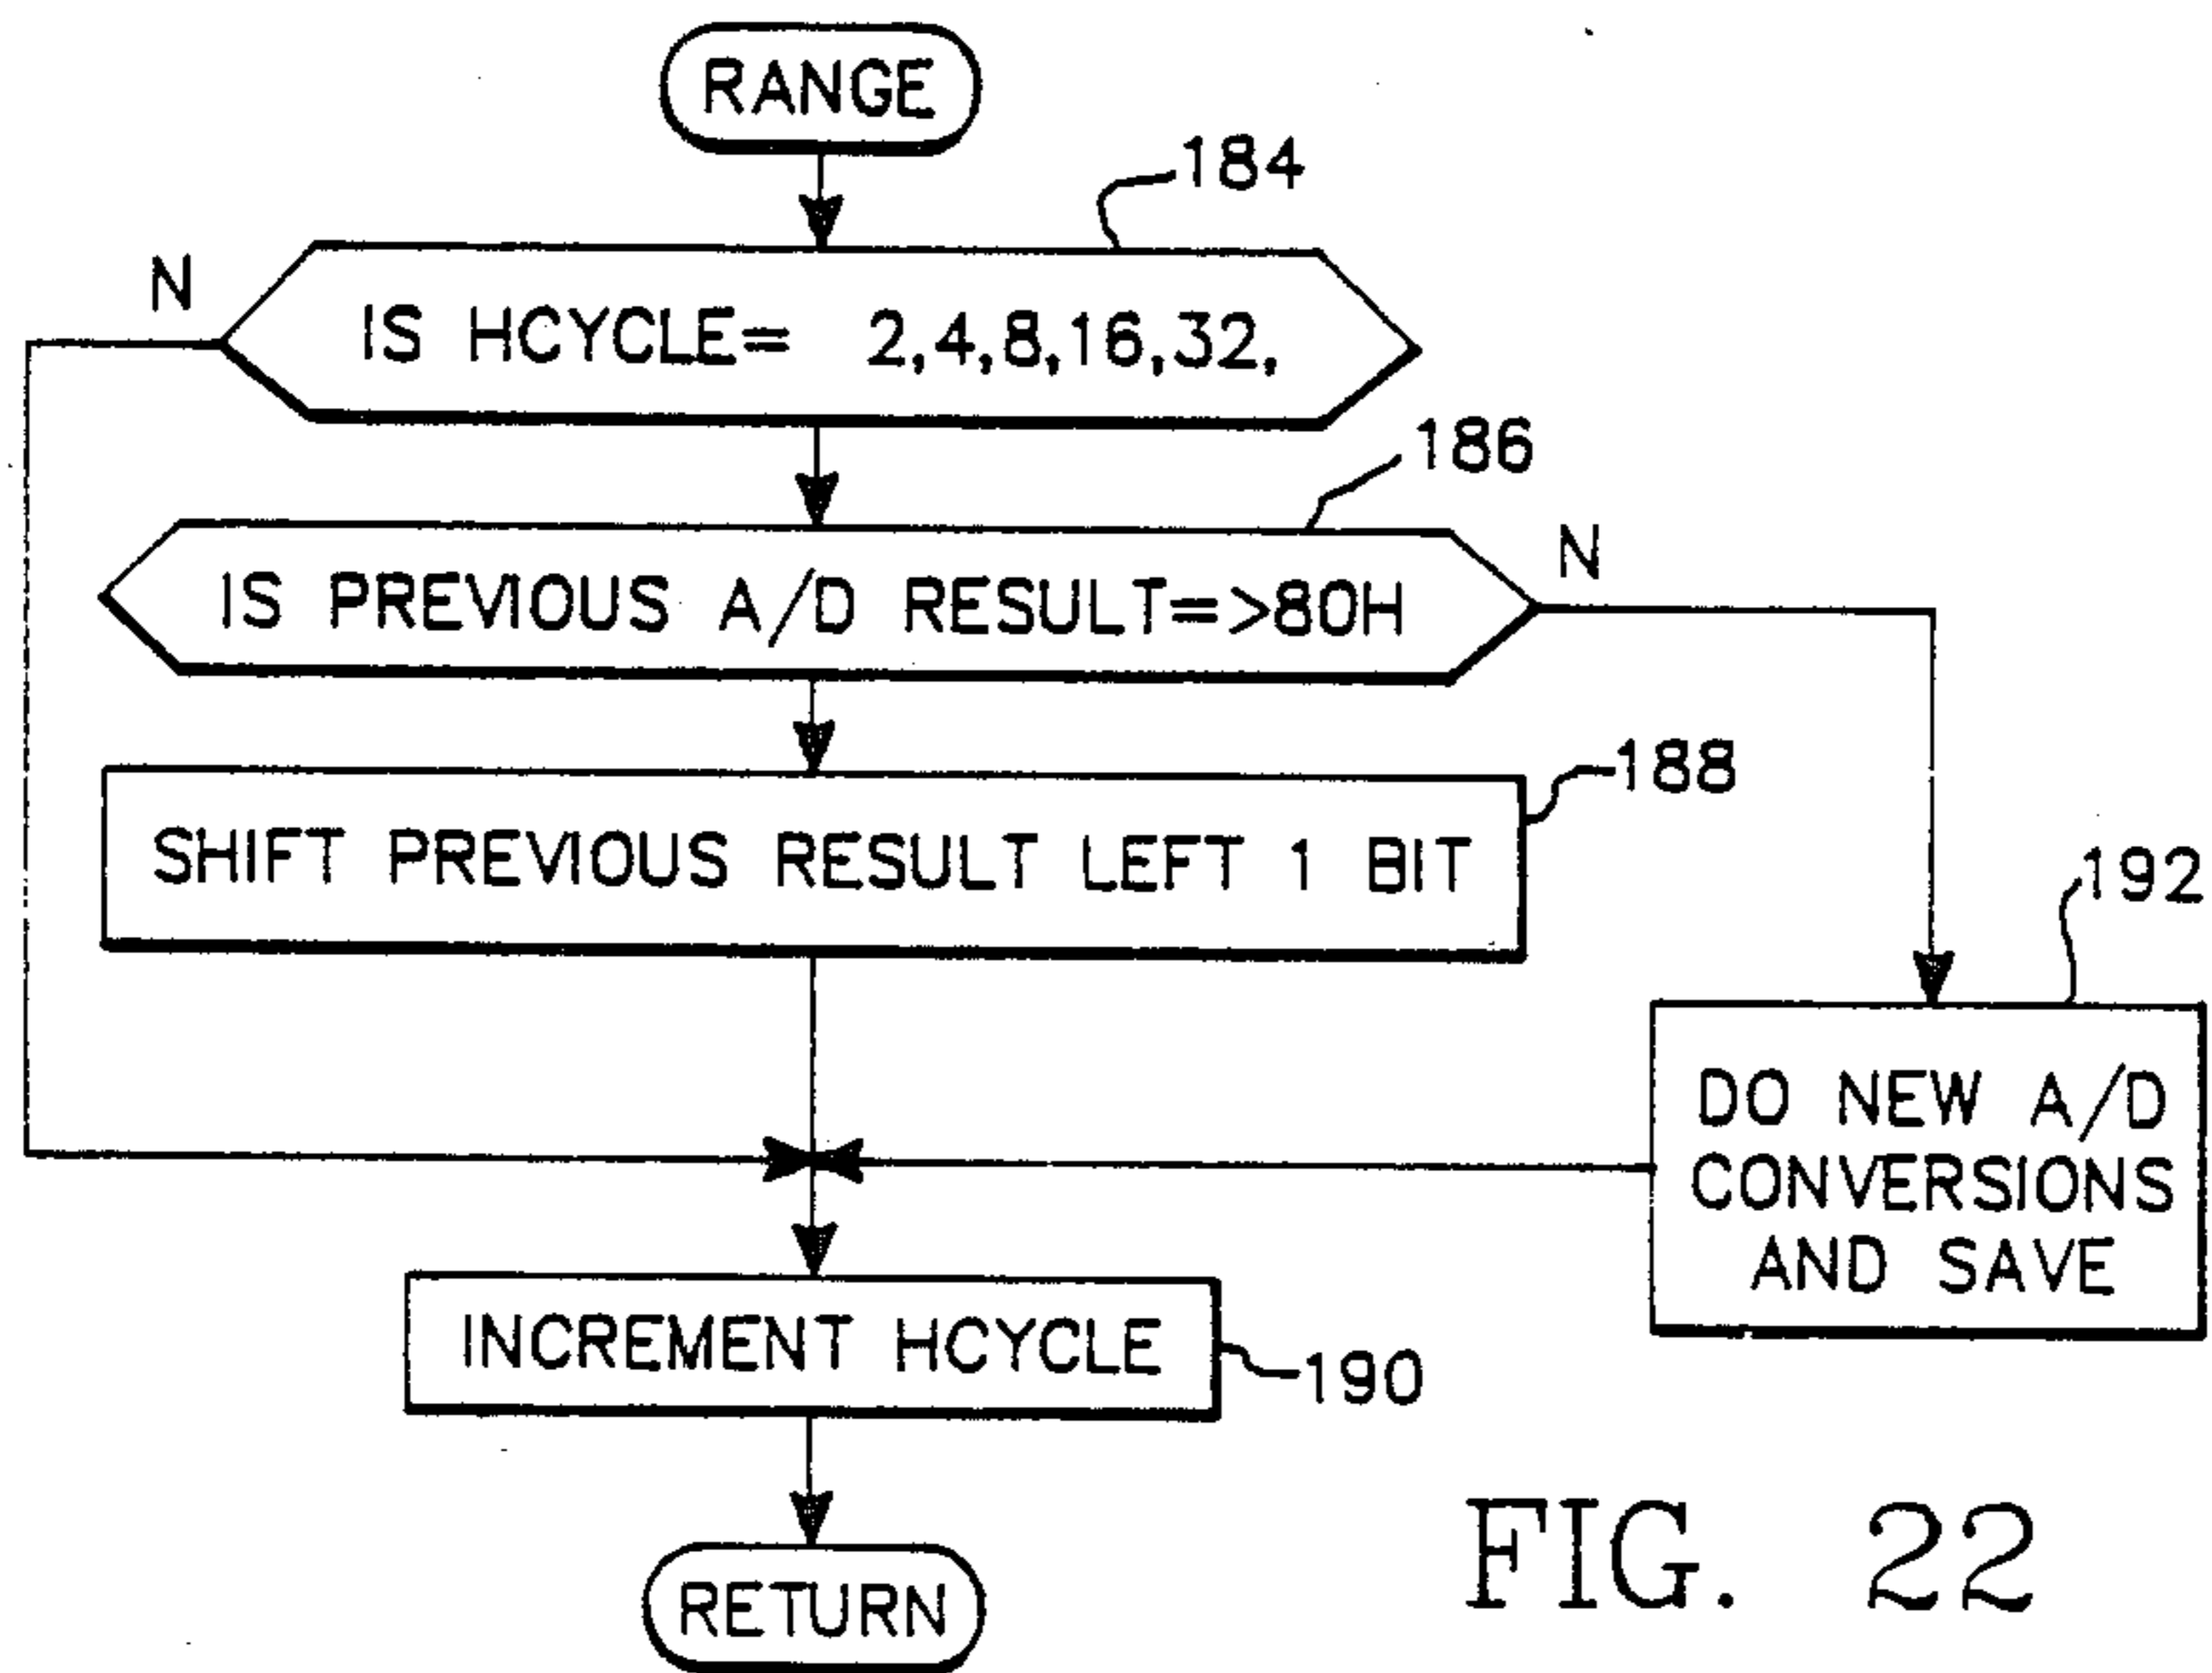 RANGE
184
N
IS HCYCLE= 2,4,8,16,32,
186
N
IS PREVIOUS A/D RESULT=>80H
188
SHIFT PREVIOUS RESULT LEFT 1 BIT
192
DO NEW A/D
CONVERSIONS
AND SAVE
INCREMENT HCYCLE
190
RETURN
FIG. 22